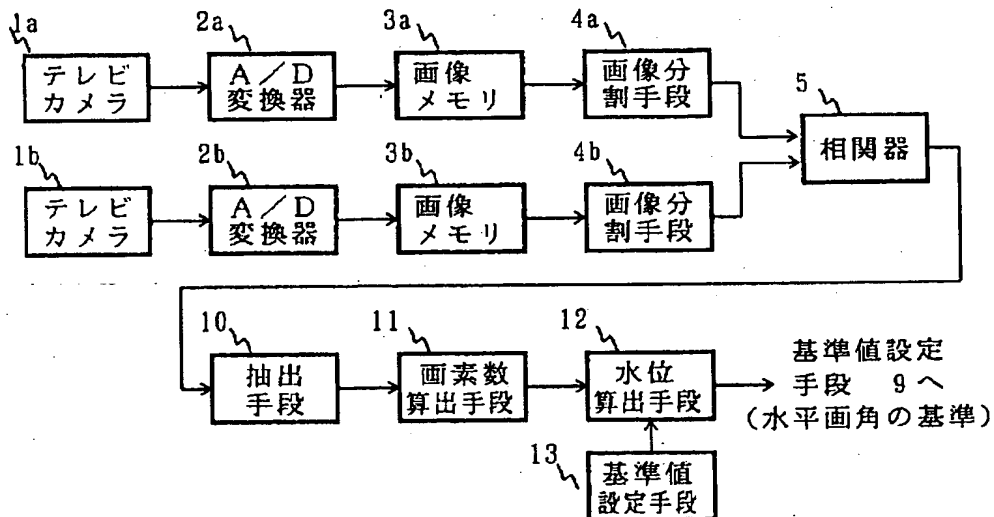 1a
2a
3a
4a
テレビ
カメラ
A/D
変換器
画像
メモリ
画像分
割手段
5
相関器
1b
2b
3b
4b
テレビ
カメラ
A/D
変換器
画像
メモリ
画像分
割手段
10
11
12
抽出
手段
画素数
算出手段
水位
算出手段
基準値設定
手段 9へ
(水平画角の基準)
13
基準値
設定手段